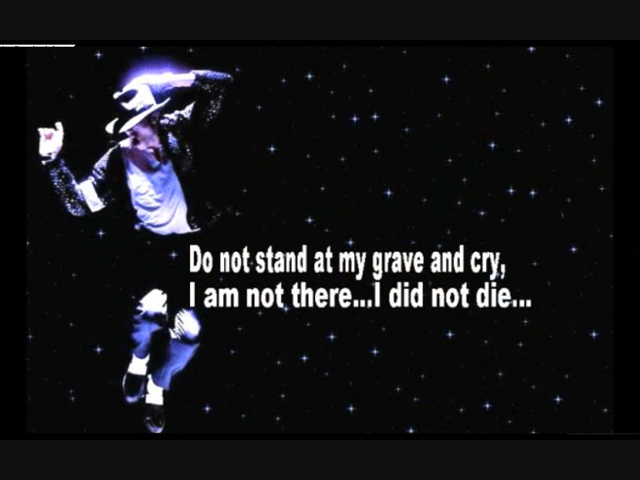 Do not stand at my grave and cry,
I am not there...I did not die...